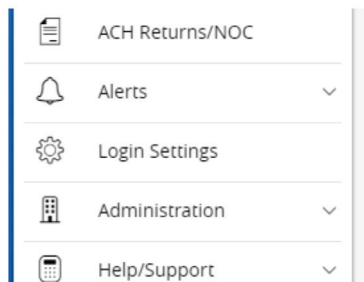 ACH Returns/NOC
Alerts
Login Settings
Administration
Help/Support